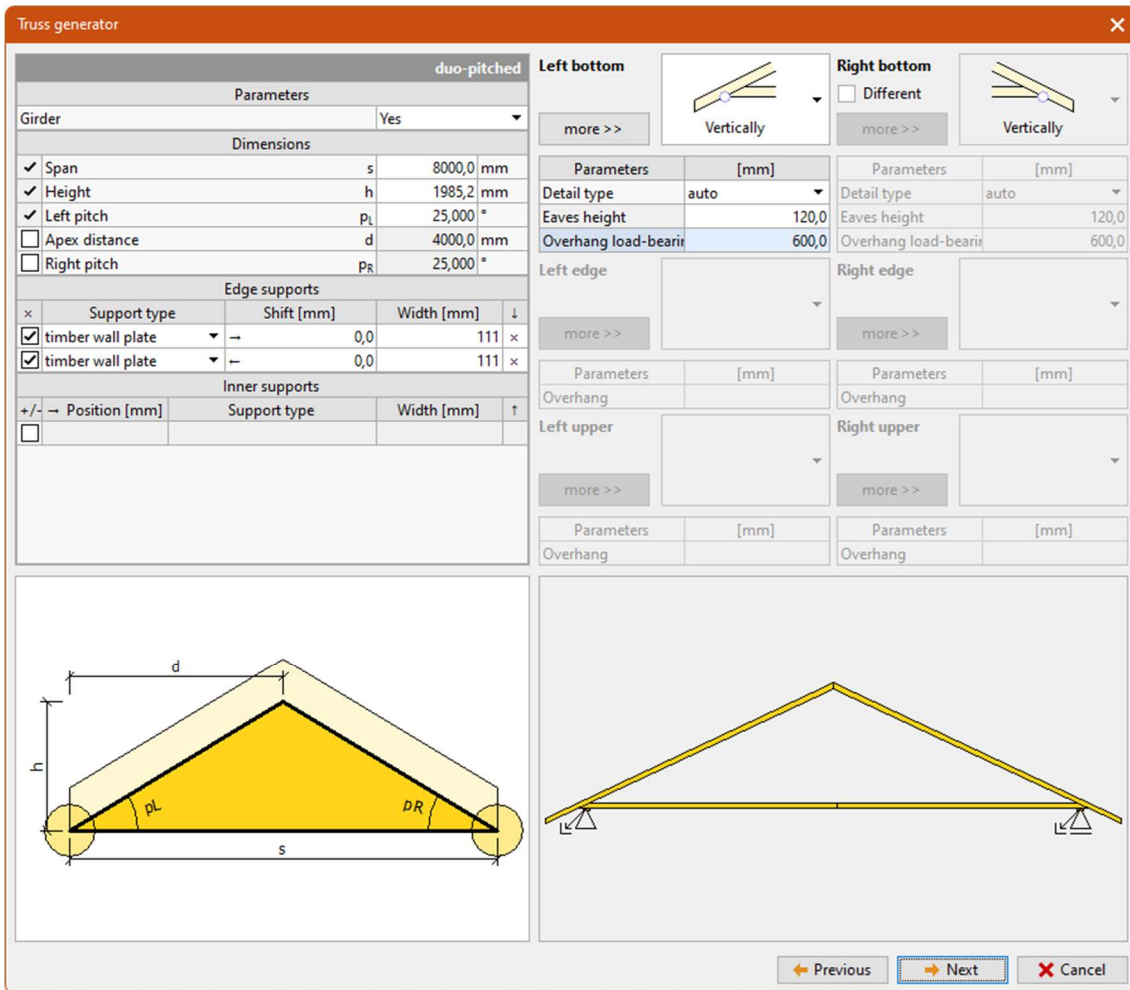 Truss generator
duo-pitched
Parameters
Girder Yes
Dimensions
Span s 8000,0 mm
Height h 1985,2 mm
Left pitch pL 25,000 °
Apex distance d 4000,0 mm
Right pitch pR 25,000 °
Edge supports
× Support type Shift [mm] Width [mm] ↓
timber wall plate → 0,0 111 ×
timber wall plate ← 0,0 111 ×
Inner supports
+/- → Position [mm] Support type Width [mm] ↑
Left bottom
more >>
Vertically
Parameters [mm]
Detail type auto
Eaves height 120,0
Overhang load-bearin 600,0
Right bottom
Different
more >>
Vertically
Parameters [mm]
Detail type auto
Eaves height 120,0
Overhang load-bearin 600,0
Left edge
more >>
Parameters [mm]
Overhang
Right edge
more >>
Parameters [mm]
Overhang
Left upper
more >>
Parameters [mm]
Overhang
Right upper
more >>
Parameters [mm]
Overhang
d
h
pL
pR
s
Previous
Next
Cancel